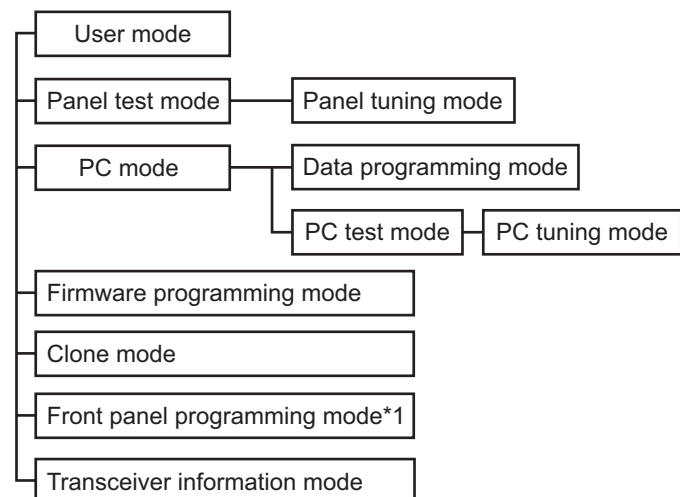 User mode
Panel test mode
Panel tuning mode
PC mode
Data programming mode
PC test mode
PC tuning mode
Firmware programming mode
Clone mode
Front panel programming mode*1
Transceiver information mode